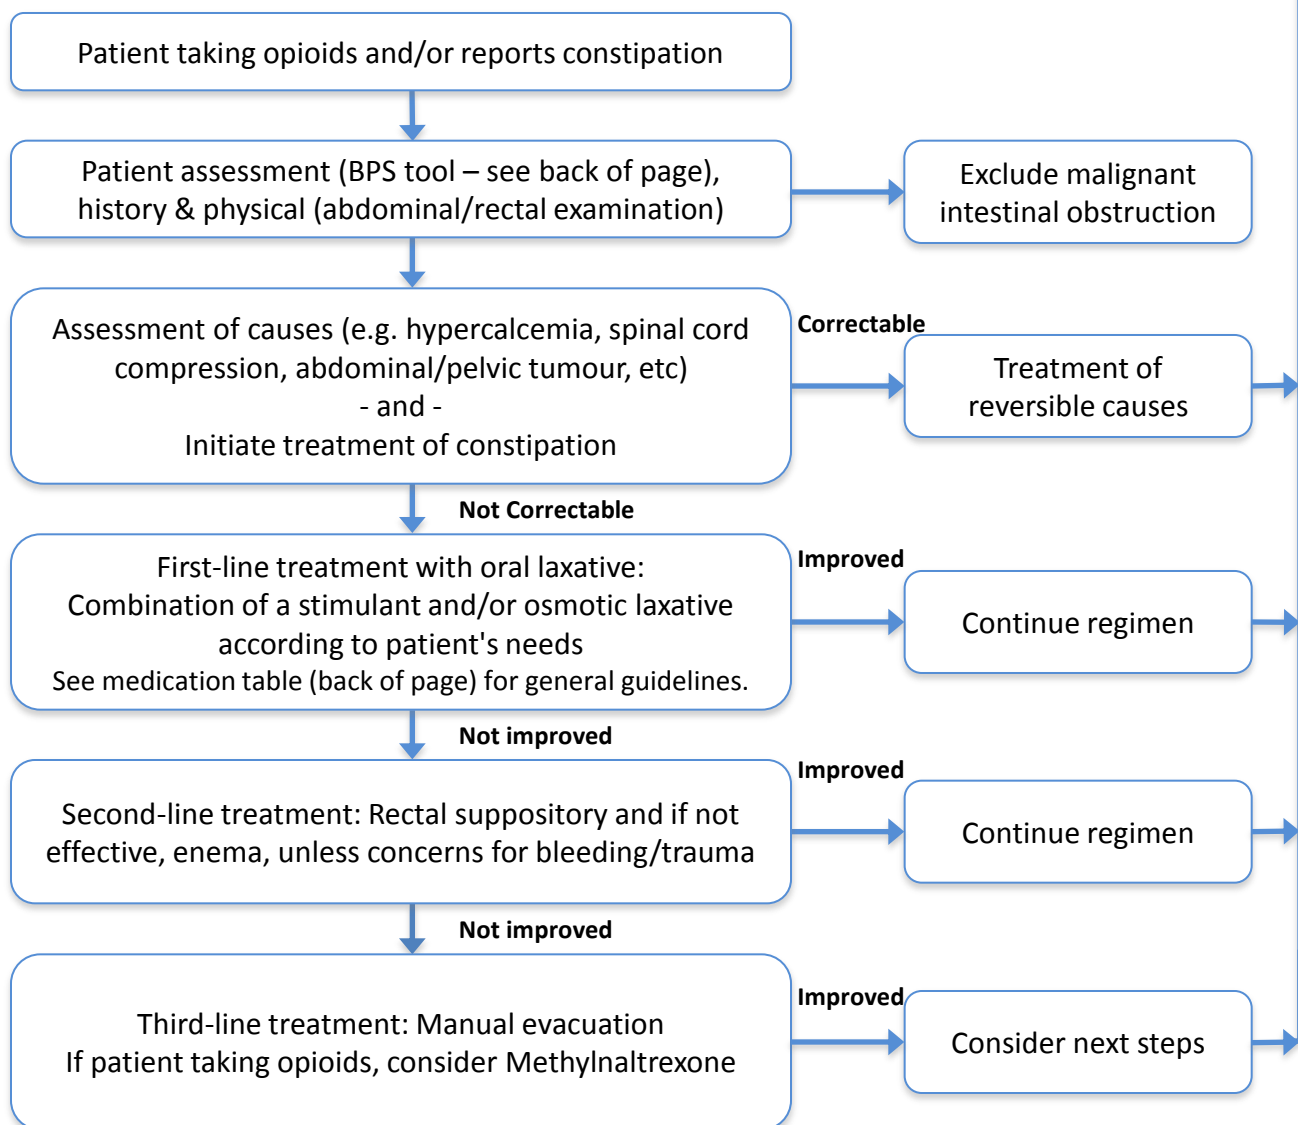 Patient taking opioids and/or reports constipation
Patient assessment (BPS tool – see back of page),
history & physical (abdominal/rectal examination)
Exclude malignant
intestinal obstruction
Assessment of causes (e.g. hypercalcemia, spinal cord
compression, abdominal/pelvic tumour, etc)
- and -
Initiate treatment of constipation
Correctable
Treatment of
reversible causes
Not Correctable
First-line treatment with oral laxative:
Combination of a stimulant and/or osmotic laxative
according to patient's needs
See medication table (back of page) for general guidelines.
Improved
Continue regimen
Not improved
Second-line treatment: Rectal suppository and if not
effective, enema, unless concerns for bleeding/trauma
Improved
Continue regimen
Not improved
Third-line treatment: Manual evacuation
If patient taking opioids, consider Methylnaltrexone
Improved
Consider next steps